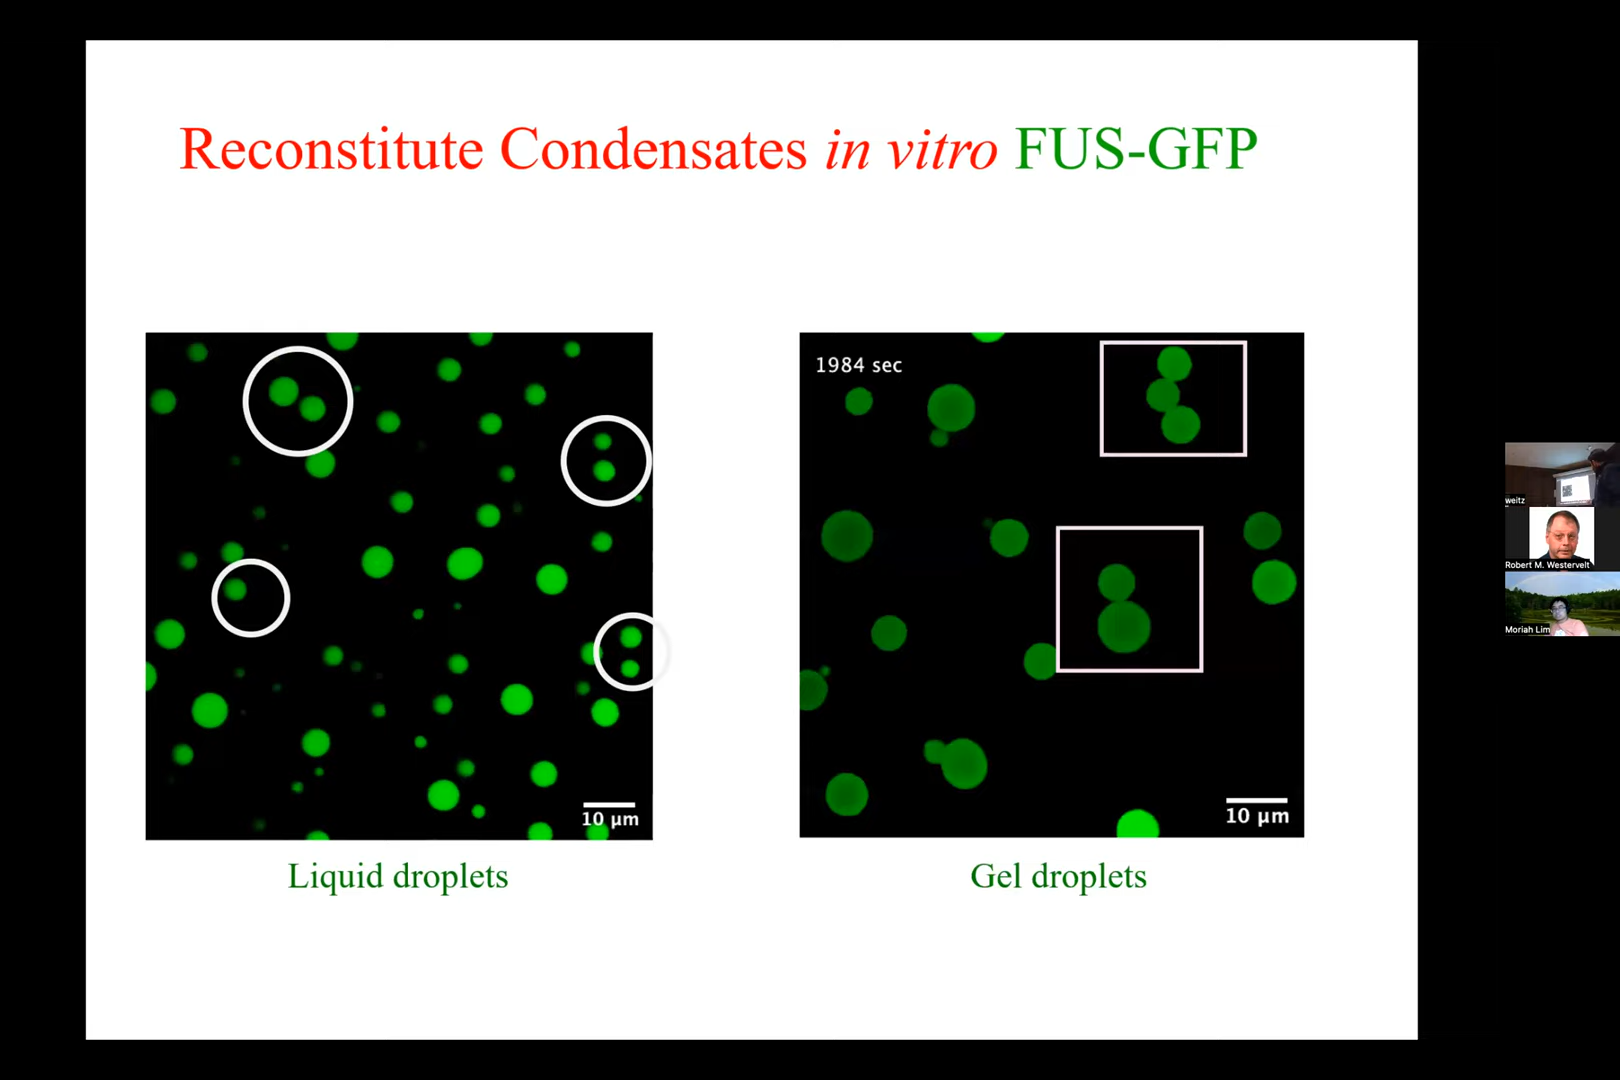 Reconstitute Condensates in vitro FUS-GFP
1984 sec
10 µm
10 µm
Liquid droplets
Gel droplets
weitz
Robert M. Westervelt
Moriah Lim